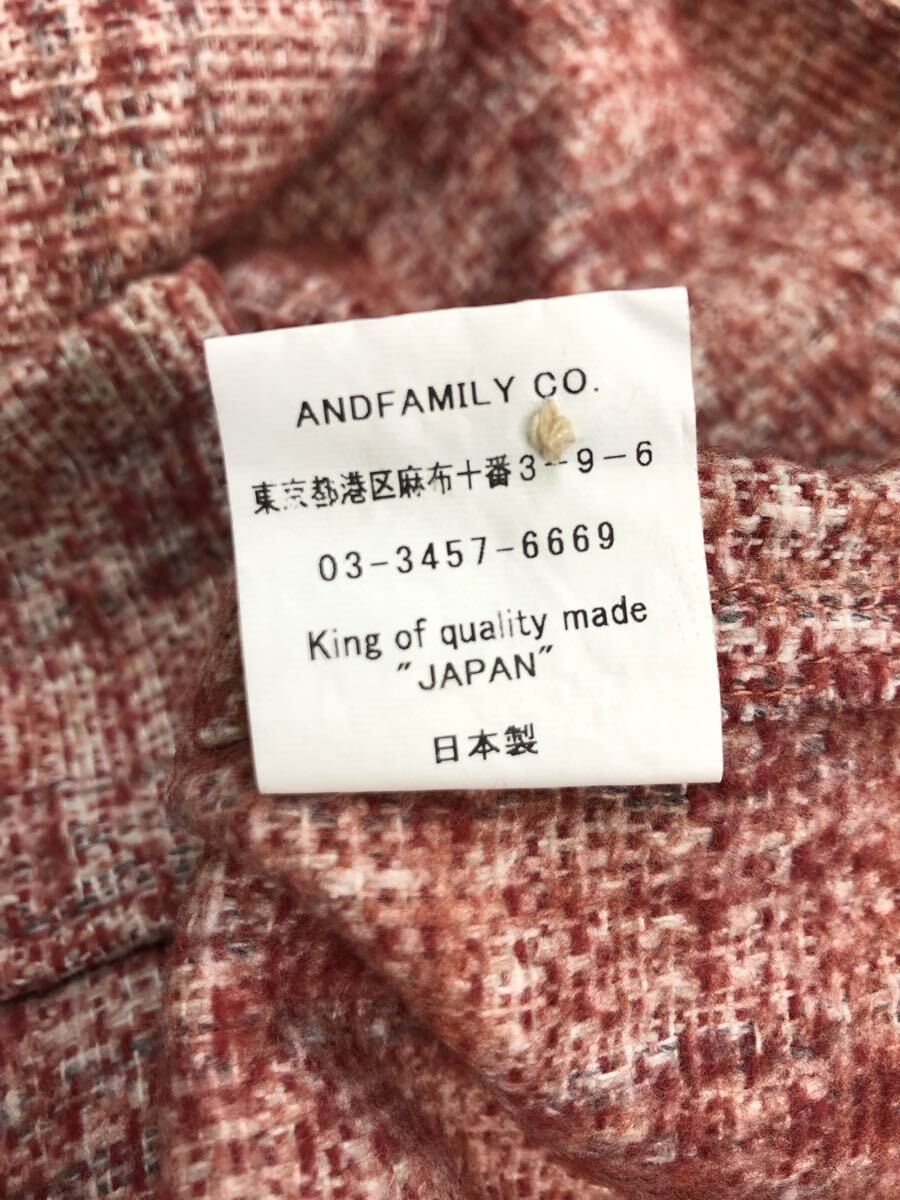 ANDFAMILY CO.
東京都港区麻布十番3-9-6
03-3457-6669
King of quality made
"JAPAN"
日本製